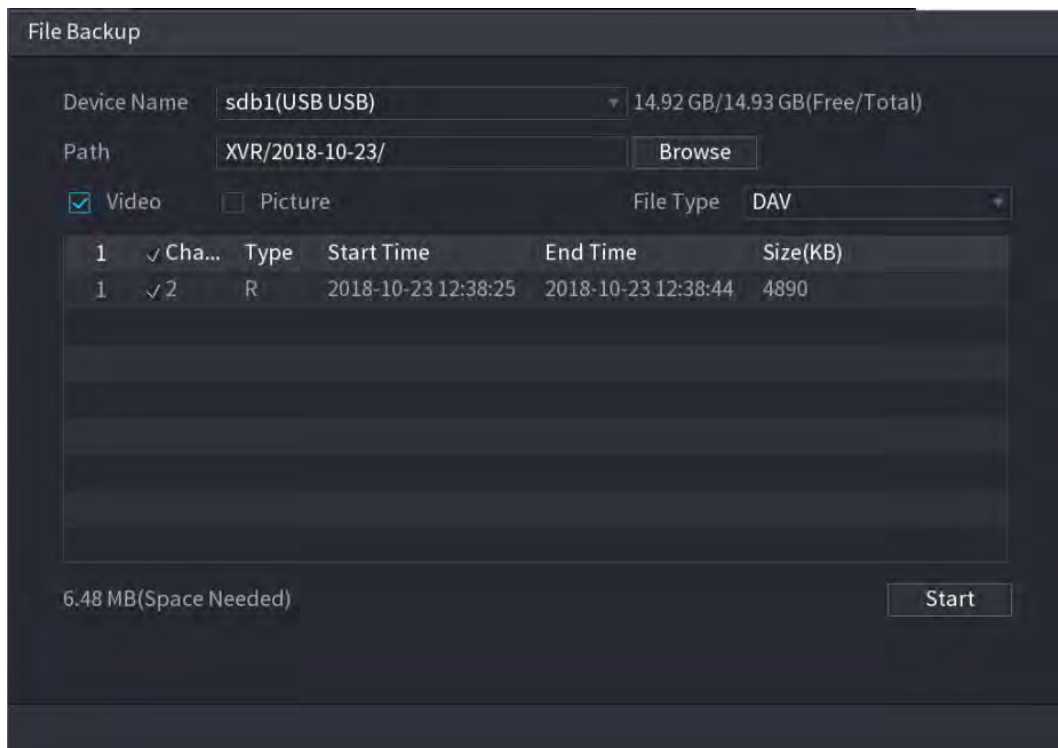 File Backup
Device Name sdb1(USB USB) 14.92 GB/14.93 GB(Free/Total)
Path XVR/2018-10-23/ Browse
Video Picture File Type DAV
1 Cha... Type Start Time End Time Size(KB)
1 2 R 2018-10-23 12:38:25 2018-10-23 12:38:44 4890
6.48 MB(Space Needed) Start